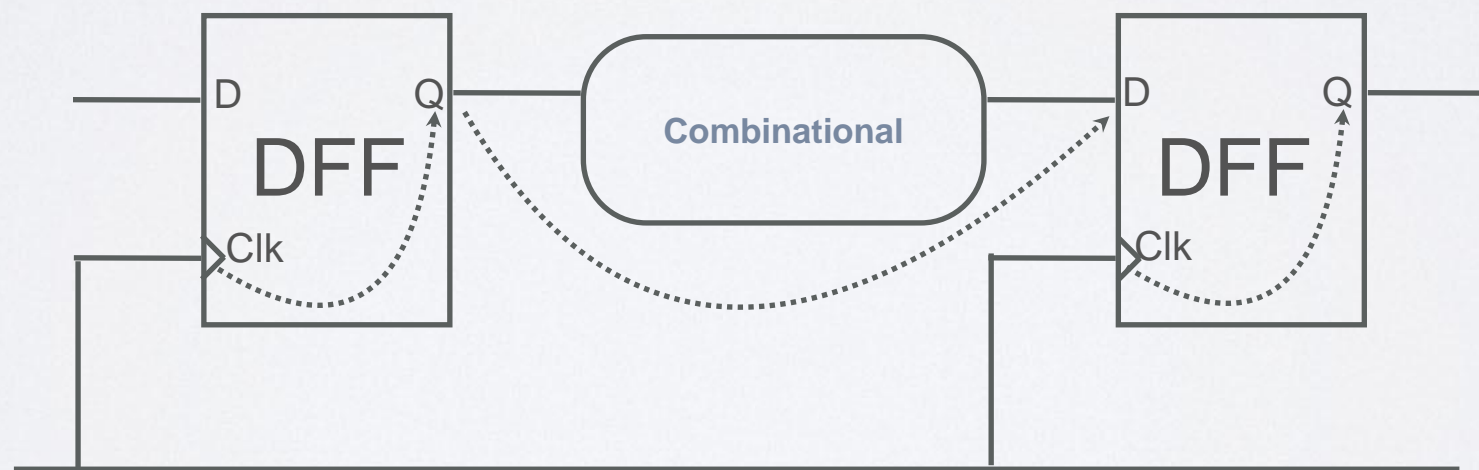 D
Q
DFF
Clk
Combinational
D
Q
DFF
Clk